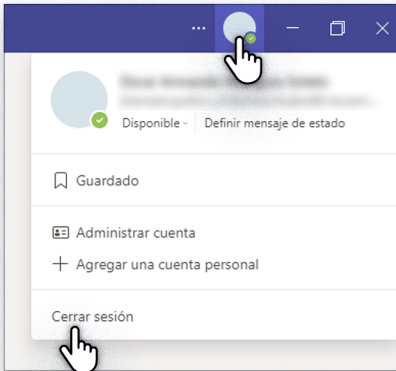 Disponible
Definir mensaje de estado
Guardado
Administrar cuenta
Agregar una cuenta personal
Cerrar sesión